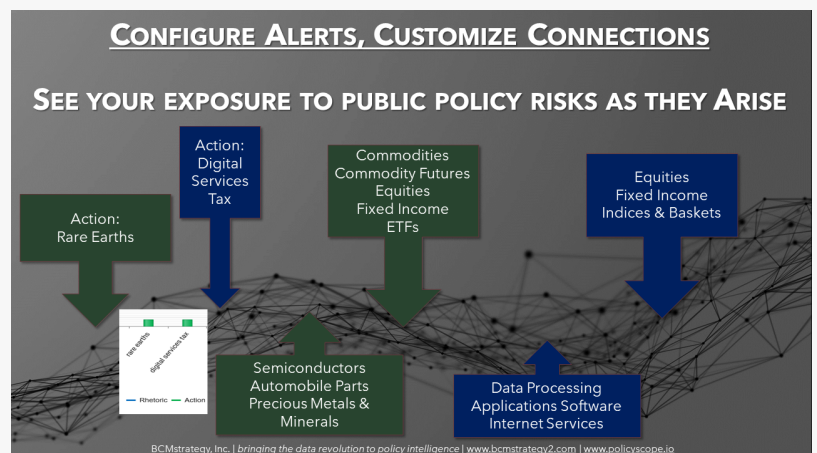 CONFIGURE ALERTS, CUSTOMIZE CONNECTIONS
SEE YOUR EXPOSURE TO PUBLIC POLICY RISKS AS THEY ARISE
Action:
Rare Earths
Action:
Digital
Services
Tax
Commodities
Commodity Futures
Equities
Fixed Income
ETFs
Equities
Fixed Income
Indices & Baskets
rare earths
digital services tax
Rhetoric Action
Semiconductors
Automobile Parts
Precious Metals &
Minerals
Data Processing
Applications Software
Internet Services
BCMstrategy, Inc. | bringing the data revolution to policy intelligence | www.bcmstrategy2.com | www.policyscope.io